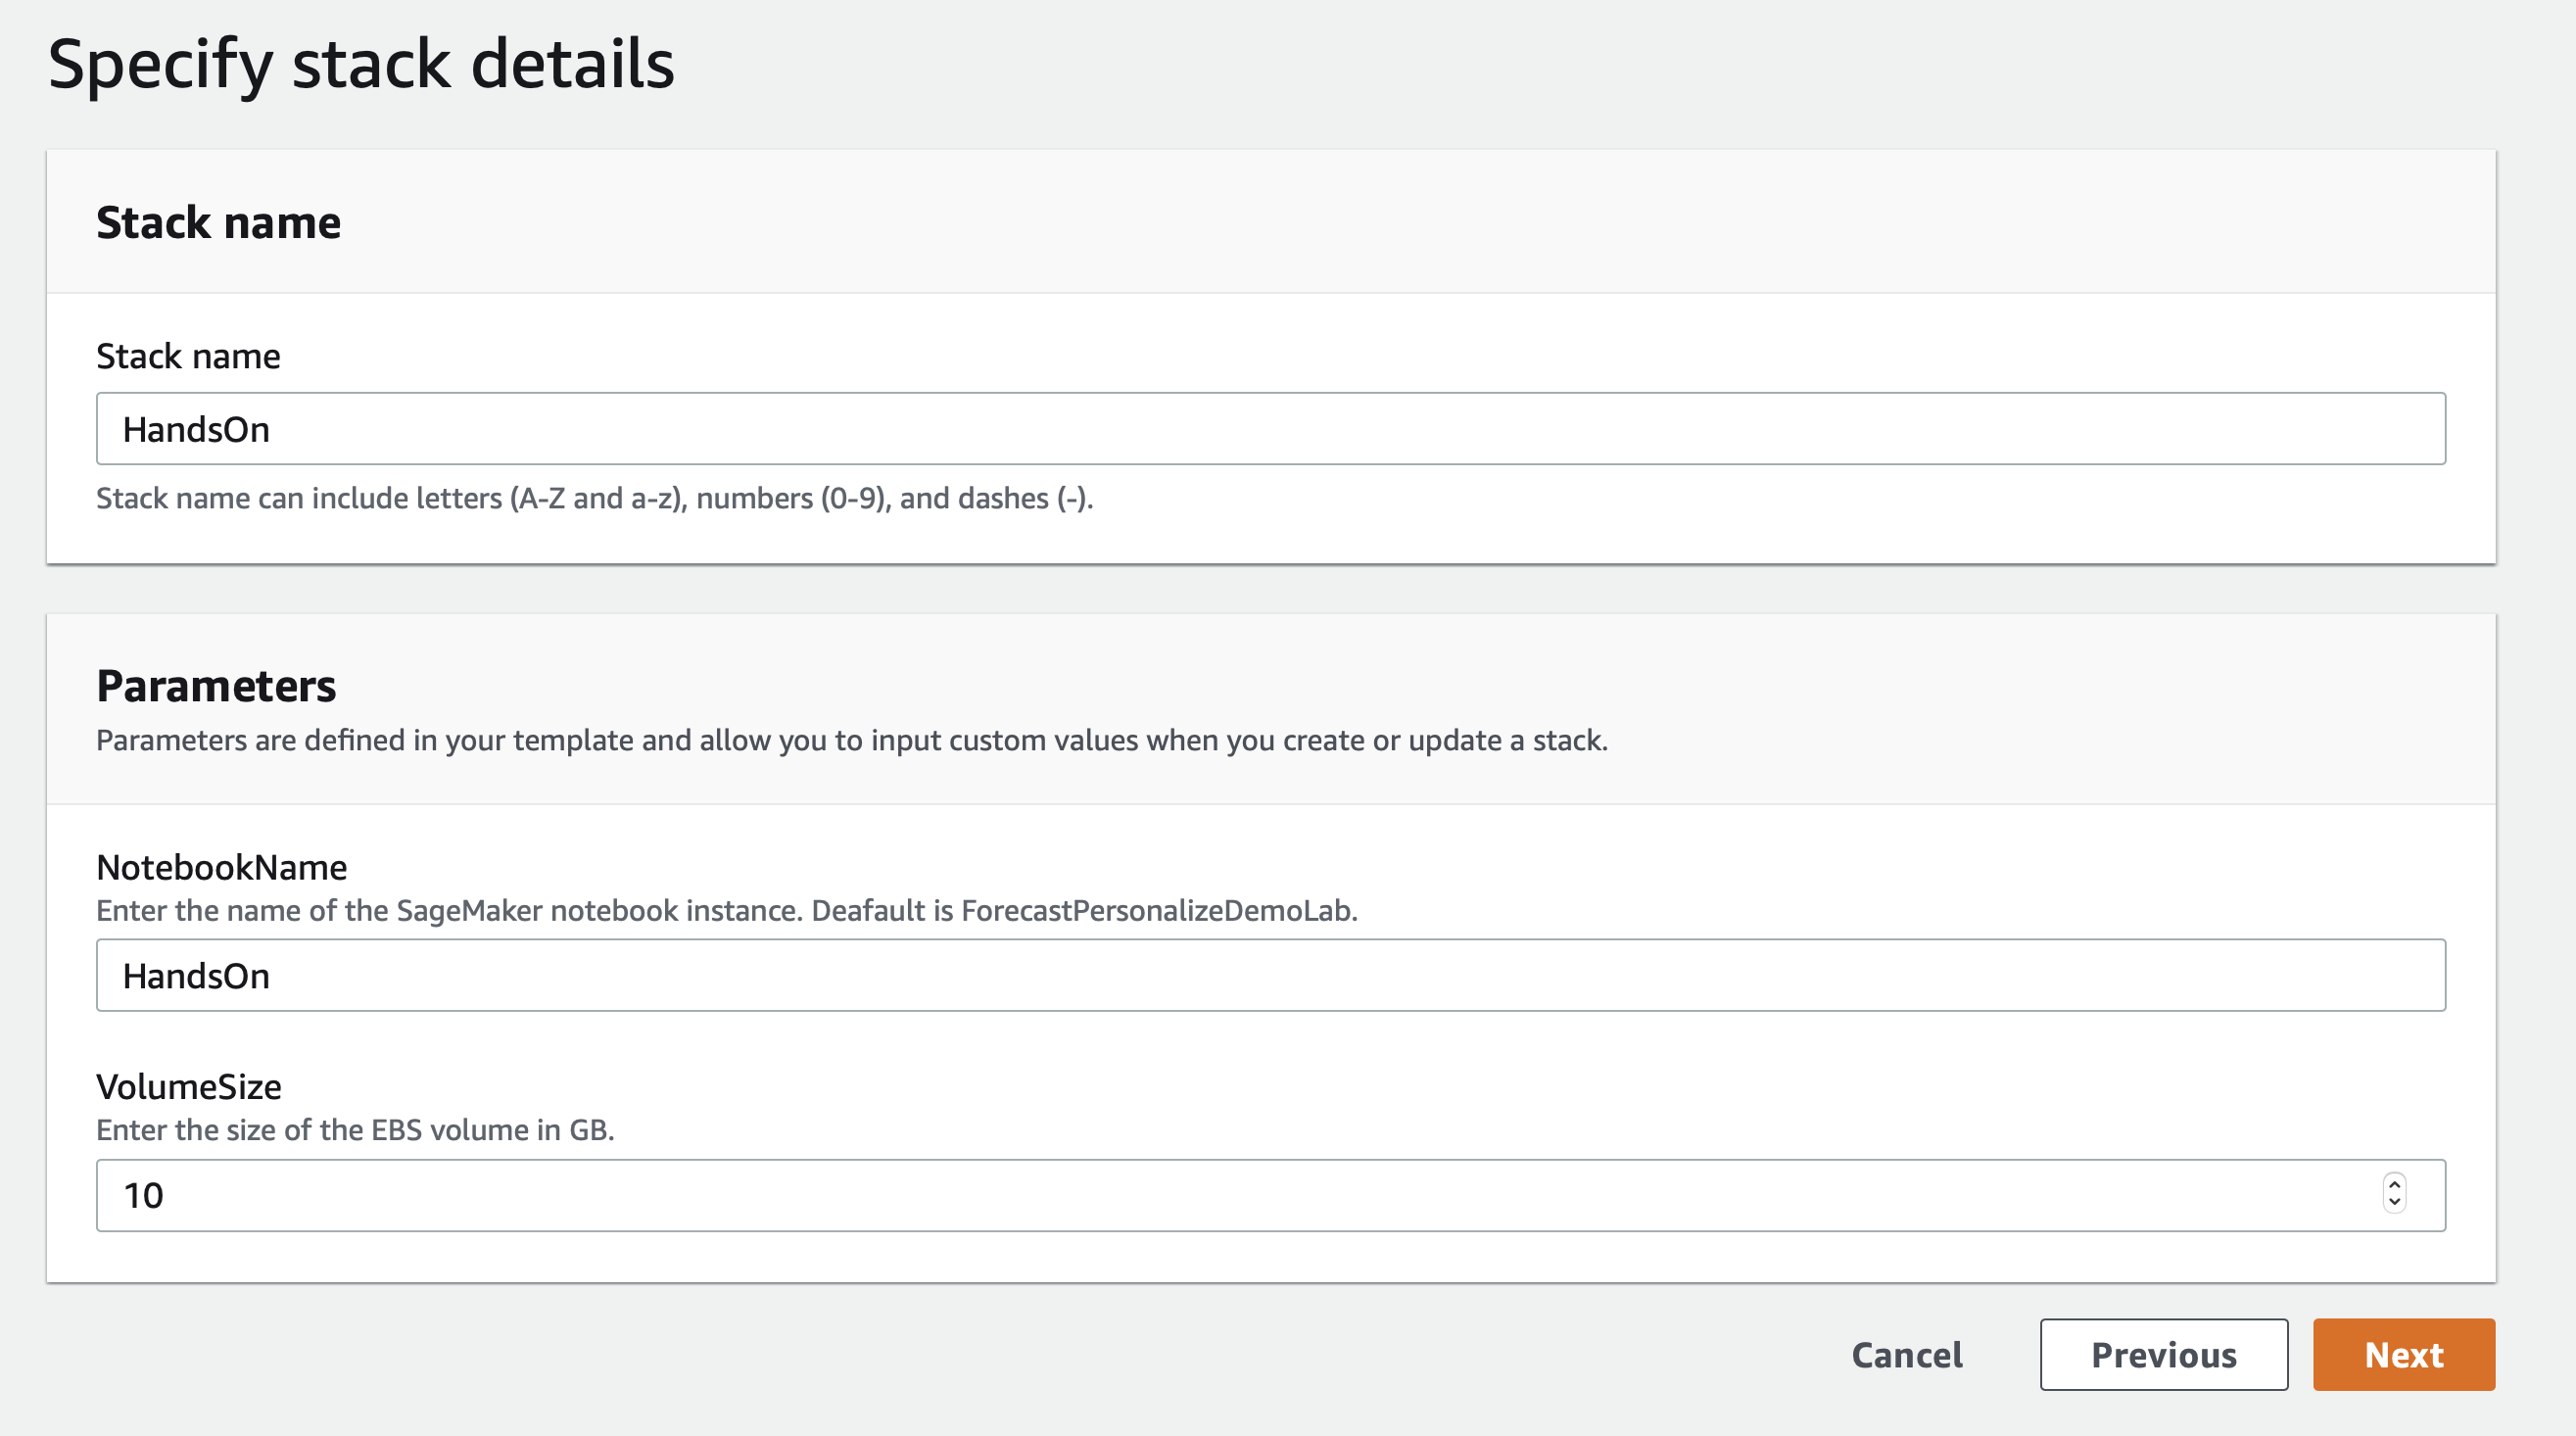 Specify stack details
Stack name
Stack name
HandsOn
Stack name can include letters (A-Z and a-z), numbers (0-9), and dashes (-).
Parameters
Parameters are defined in your template and allow you to input custom values when you create or update a stack.
NotebookName
Enter the name of the SageMaker notebook instance. Deafault is ForecastPersonalizeDemoLab.
HandsOn
VolumeSize
Enter the size of the EBS volume in GB.
10
Cancel Previous Next